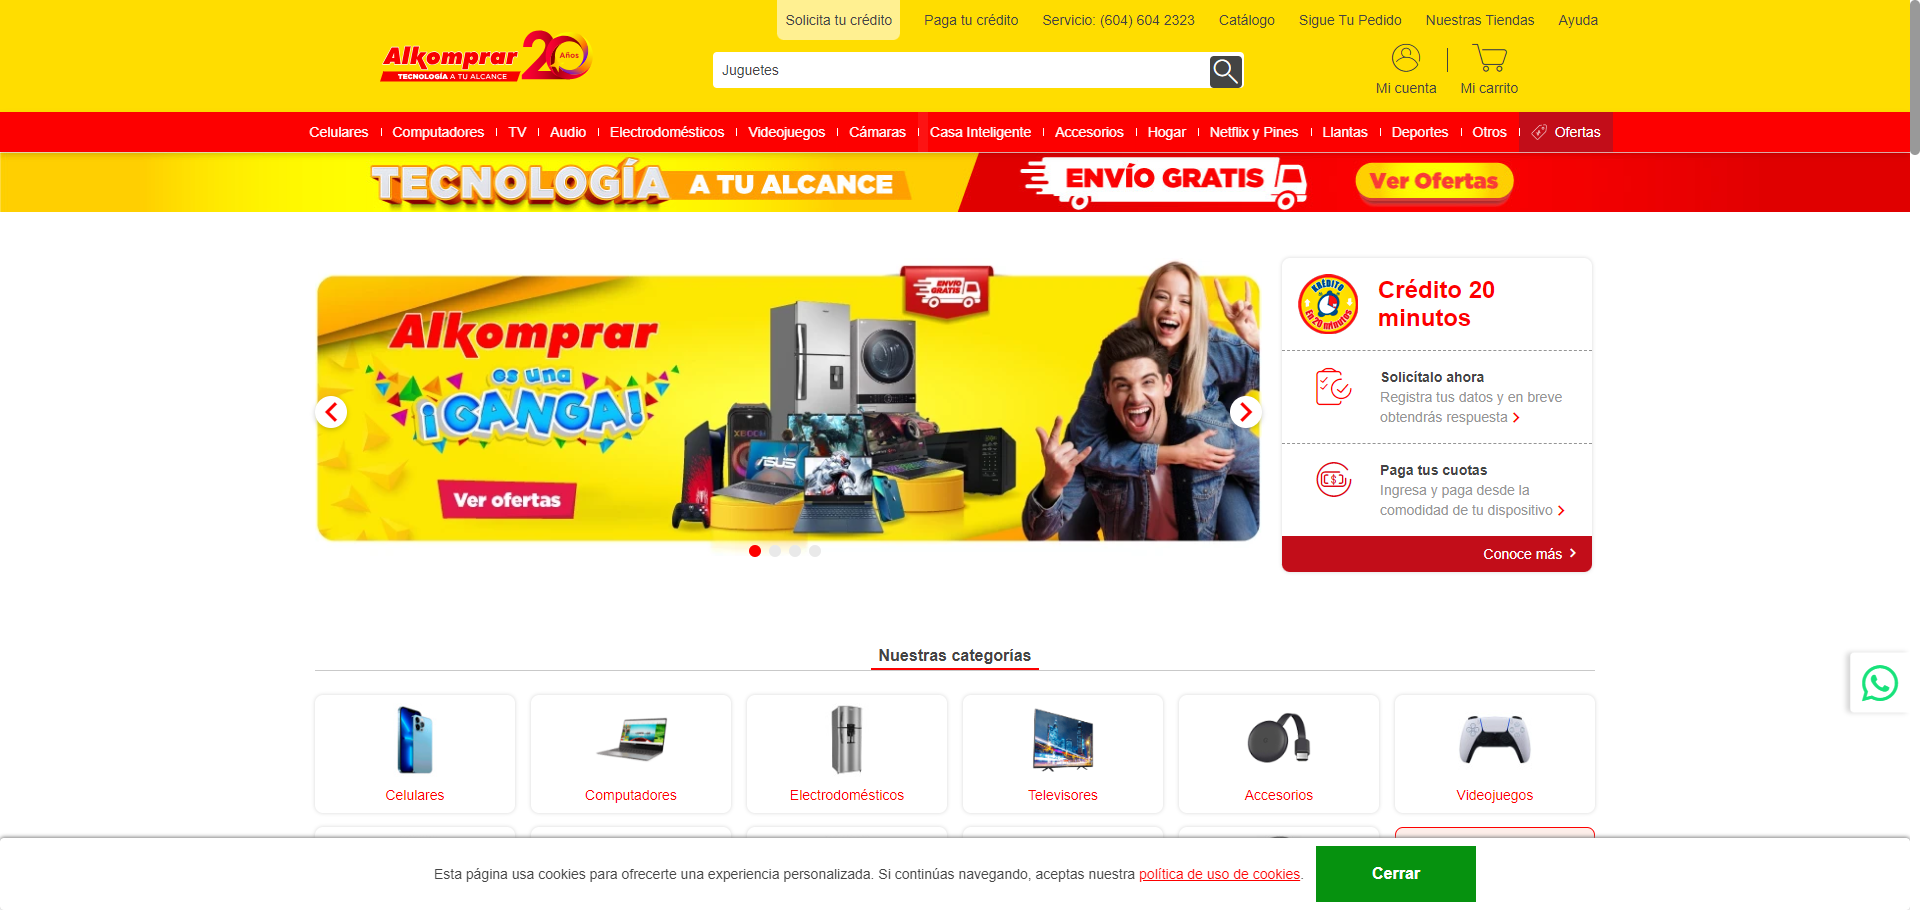 Solicita tu crédito
Paga tu crédito
Servicio: (604) 604 2323
Catálogo
Sigue Tu Pedido
Nuestras Tiendas
Ayuda
Alkomprar 20 Años
TECNOLOGÍA A TU ALCANCE
Juguetes
Mi cuenta
Mi carrito
Celulares
Computadores
TV
Audio
Electrodomésticos
Videojuegos
Cámaras
Casa Inteligente
Accesorios
Hogar
Netflix y Pines
Llantas
Deportes
Otros
Ofertas
TECNOLOGÍA A TU ALCANCE
ENVÍO GRATIS
Ver Ofertas
ENVÍO
GRATIS
Alkomprar
es una
¡GANGA!
Ver ofertas
ASUS
KRÉDITO
En 20 minutos
Crédito 20
minutos
Solicítalo ahora
Registra tus datos y en breve
obtendrás respuesta
Paga tus cuotas
Ingresa y paga desde la
comodidad de tu dispositivo
Conoce más
Nuestras categorías
Celulares
Computadores
Electrodomésticos
Televisores
Accesorios
Videojuegos
Esta página usa cookies para ofrecerte una experiencia personalizada. Si continúas navegando, aceptas nuestra política de uso de cookies.
Cerrar